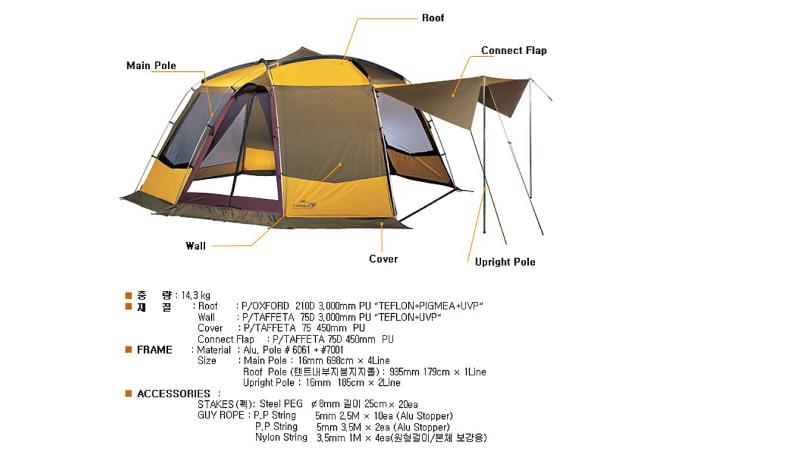 Roof
Connect Flap
Main Pole
Wall
Cover
Upright Pole
■ 중 량 : 14,3 kg
■ 재 질 : Roof : P/OXFORD 210D 3,000mm PU "TEFLON+PIGMEA+UVP"
Wall : P/TAFFETA 75D 3,000mm PU "TEFLON+UVP"
Cover : P/TAFFETA 75 450mm PU
Connect Flap : P/TAFFETA 75D 450mm PU
■ FRAME : Material : Alu, Pole # 6061 + #7001
Size : Main Pole : 16mm 698cm × 4Line
Roof Pole (텐트내부지붕지지폴): 935mm 179cm × 1Line
Upright Pole : 16mm 185cm × 2Line
■ ACCESSORIES :
STAKES(팩): Steel PEG ø8mm 길이 25cm × 20ea
GUY ROPE : P,P String 5mm 2,5M × 10ea (Alu Stopper)
P,P String 5mm 3,5M × 2ea (Alu Stopper)
Nylon String 3,5mm 1M × 4ea(원형걸이/본체 보강용)